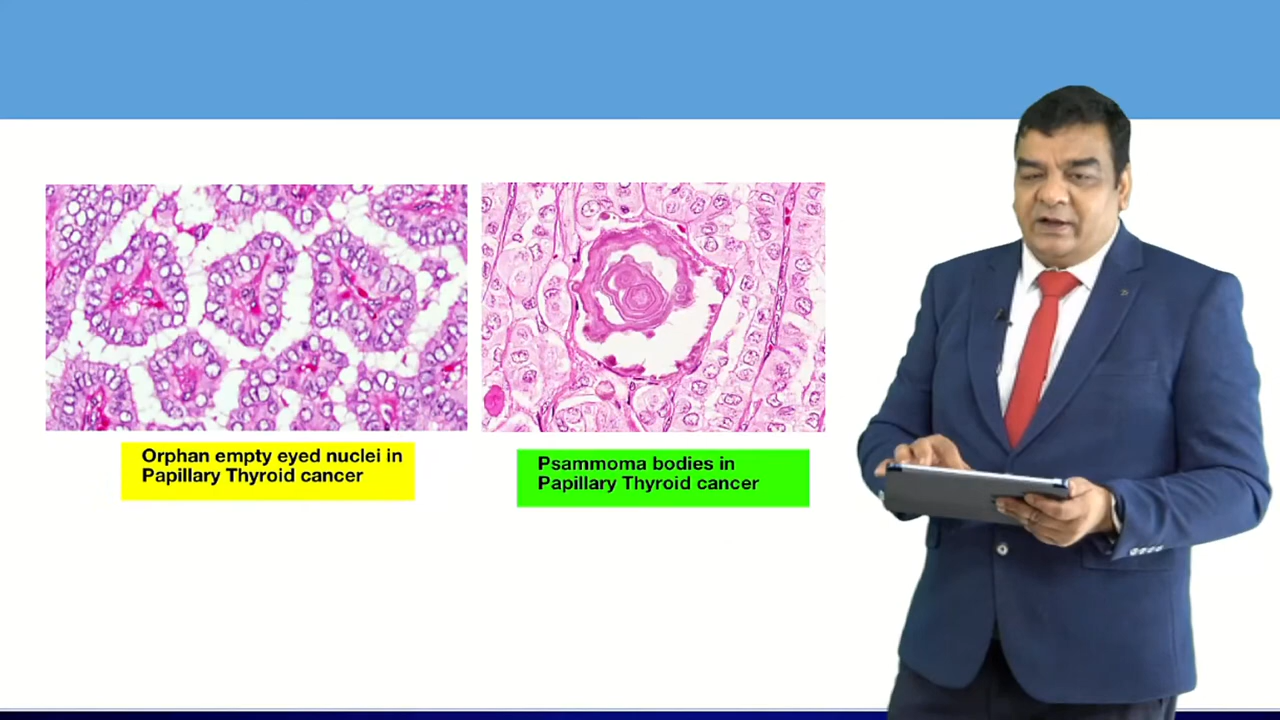 Orphan empty eyed nuclei in
Papillary Thyroid cancer
Psammoma bodies in
Papillary Thyroid cancer